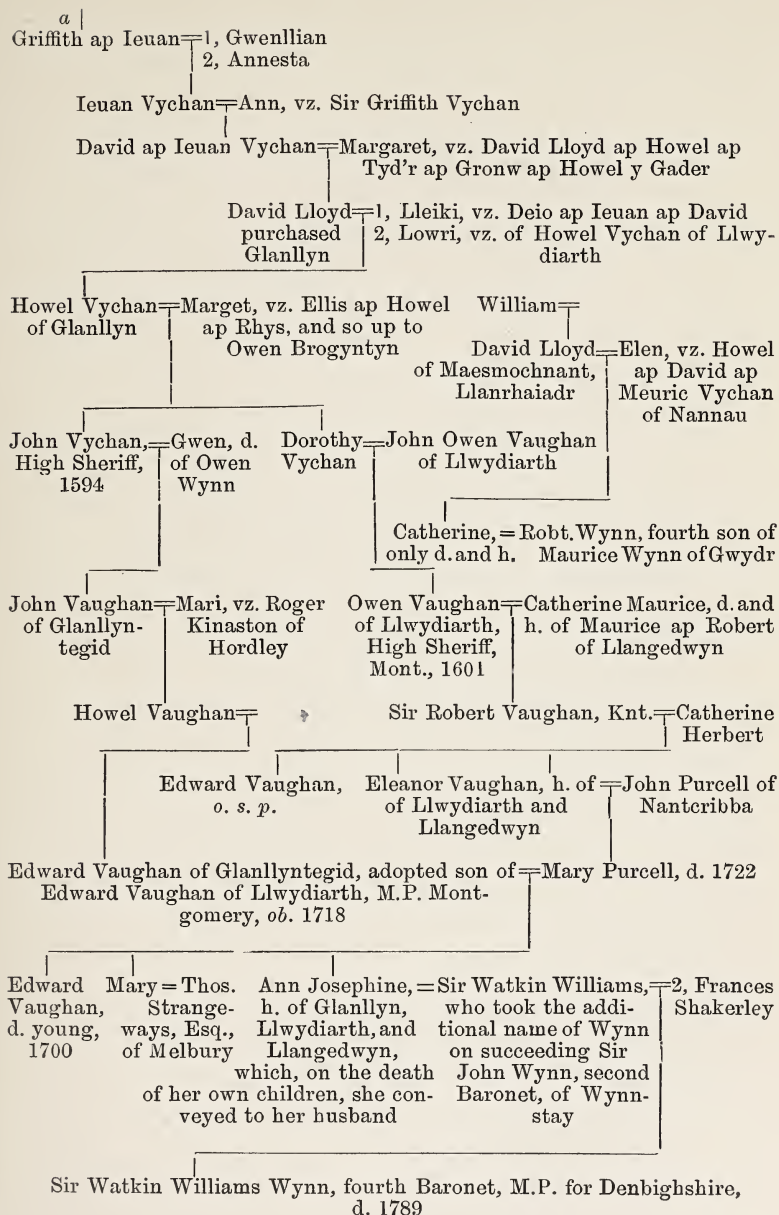 a
Griffith ap Ieuan=1, Gwenllian
2, Annesta
Ieuan Vychan=Ann, vz. Sir Griffith Vychan
David ap Ieuan Vychan=Margaret, vz. David Lloyd ap Howel ap
Tyd'r ap Gronw ap Howel y Gader
David Lloyd=1, Lleiki, vz. Deio ap Ieuan ap David
purchased 2, Lowri, vz. of Howel Vychan of Llwy-
Glanllyn diarth
Howel Vychan=Marget, vz. Ellis ap Howel William=
of Glanllyn ap Rhys, and so up to
Owen Brogyntyn David Lloyd=Elen, vz. Howel
of Maesmochnant, ap David ap
Llanrhaiadr Meuric Vychan
of Nannau
John Vychan,=Gwen, d. Dorothy=John Owen Vaughan
High Sheriff, of Owen Vychan of Llwydiarth
1594 Wynn
Catherine,=Robt. Wynn, fourth son of
only d. and h. Maurice Wynn of Gwydr
John Vaughan=Mari, vz. Roger Owen Vaughan=Catherine Maurice, d. and
of Glanllyn- Kinaston of of Llwydiarth, h. of Maurice ap Robert
tegid Hordley High Sheriff, of Llangedwyn
Mont., 1601
Howel Vaughan= Sir Robert Vaughan, Knt.=Catherine
Herbert
Edward Vaughan, Eleanor Vaughan, h. of=John Purcell of
o. s. p. of Llwydiarth and Nantcribba
Llangedwyn
Edward Vaughan of Glanllyntegid, adopted son of=Mary Purcell, d. 1722
Edward Vaughan of Llwydiarth, M.P. Mont-
gomery, ob. 1718
Edward Mary=Thos. Ann Josephine,=Sir Watkin Williams,=2, Frances
Vaughan, Strange- h. of Glanllyn, who took the addi- Shakerley
d. young, ways, Esq., Llwydiarth, and tional name of Wynn
1700 of Melbury Llangedwyn, on succeeding Sir
which, on the death John Wynn, second
of her own children, she con- Baronet, of Wynn-
veyed to her husband stay
Sir Watkin Williams Wynn, fourth Baronet, M.P. for Denbighshire,
d. 1789